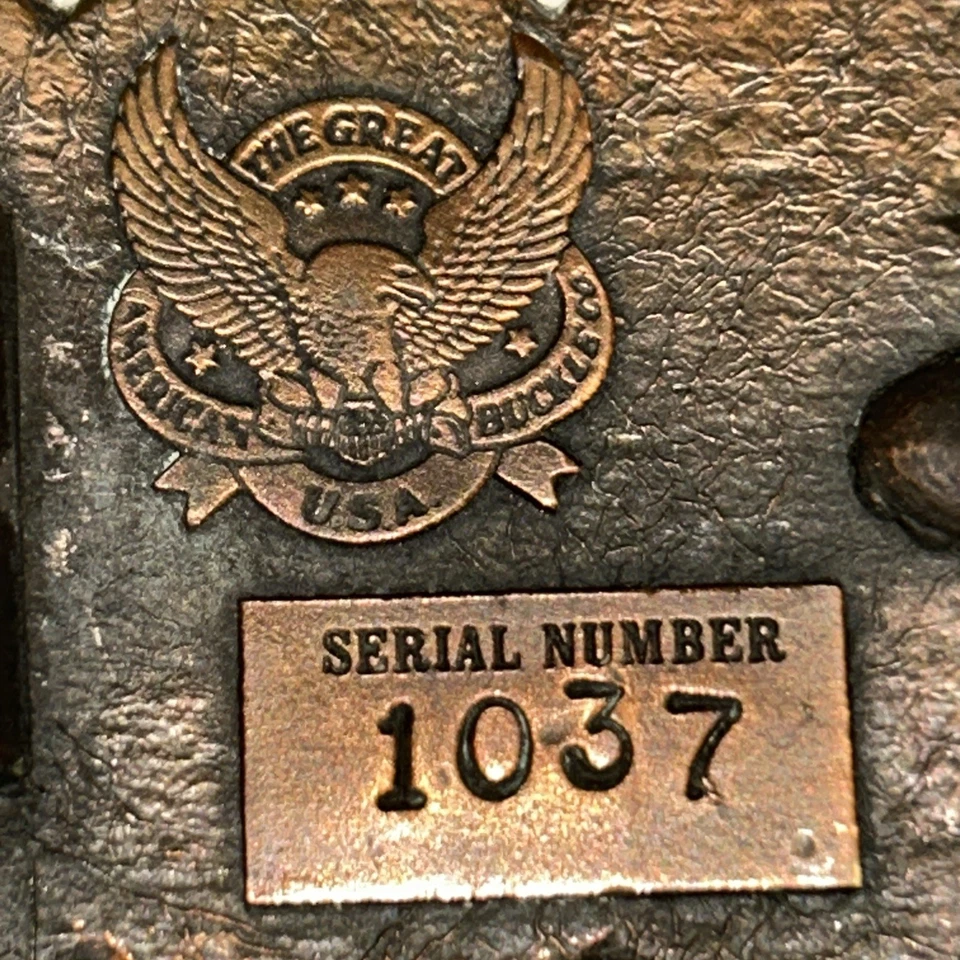 THE GREAT
AMERICAN BUCKLE CO
U.S.A.
SERIAL NUMBER
1037